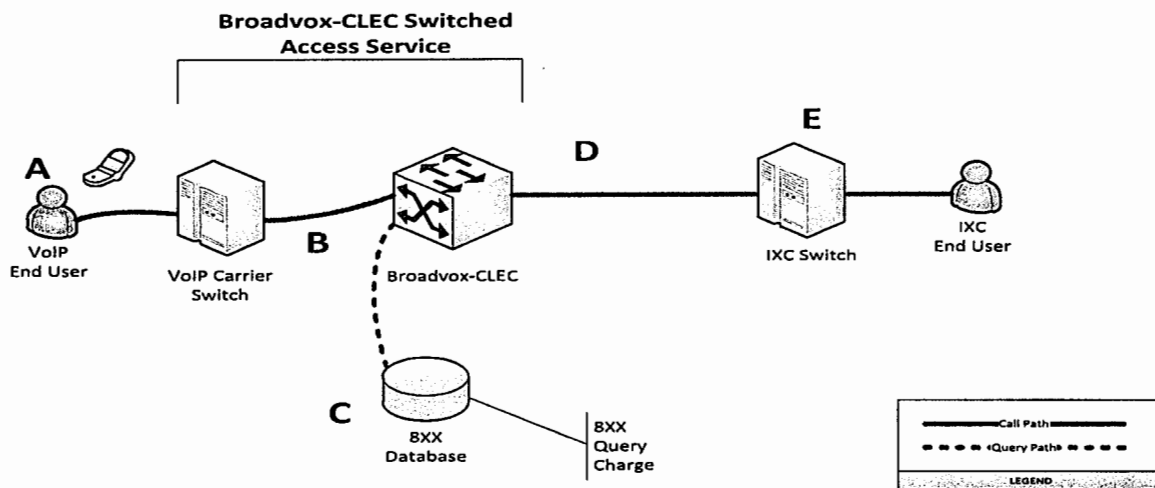 Broadvox-CLEC Switched
Access Service
A
B
C
D
E
VoIP
End User
VoIP Carrier
Switch
Broadvox-CLEC
IXC Switch
IXC
End User
8XX
Database
8XX
Query
Charge
Call Path
Query Path
LEGEND